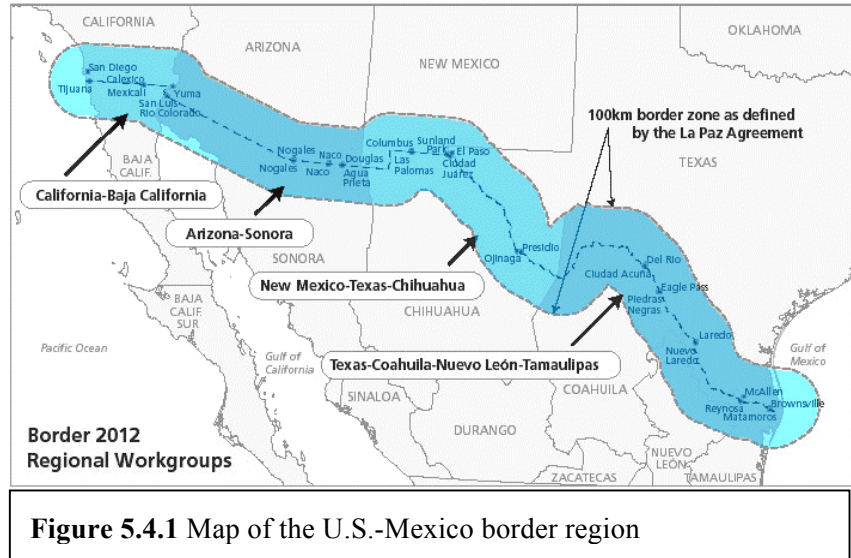 CALIFORNIA
ARIZONA
NEW MEXICO
OKLAHOMA
San Diego
Calexico
Tijuana
Mexicali
Yuma
San Luis
Rio Colorado
100km border zone as defined
by the La Paz Agreement
TEXAS
BAJA
CALIF.
Nogales
Nogales
Naco
Naco
Douglas
Agua
Prieta
Columbus
Las
Palomas
Sunland
Park
El Paso
Ciudad
Juárez
California-Baja California
Arizona-Sonora
SONORA
Ojinaga
Presidio
Del Rio
Ciudad Acuña
Eagle Pass
Piedras
Negras
New Mexico-Texas-Chihuahua
CHIHUAHUA
BAJA
CALIF
SUR
Pacific Ocean
Gulf of
California
Laredo
Nuevo
Laredo
Gulf of
Mexico
Texas-Coahuila-Nuevo León-Tamaulipas
SINALOA
COAHUILA
McAllen
Reynosa
Brownsville
Matamoros
DURANGO
Border 2012
Regional Workgroups
ZACATECAS
NUEVO
LEÓN
TAMAULIPAS
Figure 5.4.1 Map of the U.S.-Mexico border region